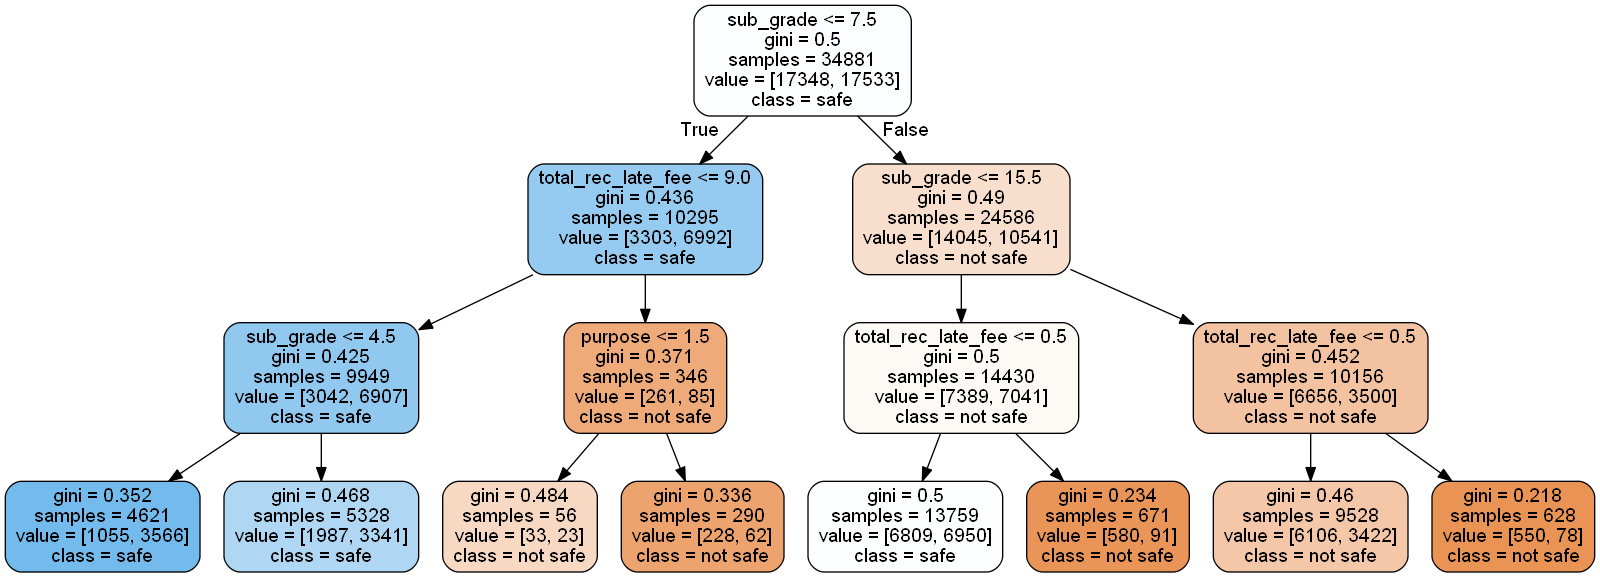 sub_grade <= 7.5
gini = 0.5
samples = 34881
value = [17348, 17533]
class = safe
True
False
total_rec_late_fee <= 9.0
gini = 0.436
samples = 10295
value = [3303, 6992]
class = safe
sub_grade <= 15.5
gini = 0.49
samples = 24586
value = [14045, 10541]
class = not safe
sub_grade <= 4.5
gini = 0.425
samples = 9949
value = [3042, 6907]
class = safe
purpose <= 1.5
gini = 0.371
samples = 346
value = [261, 85]
class = not safe
total_rec_late_fee <= 0.5
gini = 0.5
samples = 14430
value = [7389, 7041]
class = not safe
total_rec_late_fee <= 0.5
gini = 0.452
samples = 10156
value = [6656, 3500]
class = not safe
gini = 0.352
samples = 4621
value = [1055, 3566]
class = safe
gini = 0.468
samples = 5328
value = [1987, 3341]
class = safe
gini = 0.484
samples = 56
value = [33, 23]
class = not safe
gini = 0.336
samples = 290
value = [228, 62]
class = not safe
gini = 0.5
samples = 13759
value = [6809, 6950]
class = safe
gini = 0.234
samples = 671
value = [580, 91]
class = not safe
gini = 0.46
samples = 9528
value = [6106, 3422]
class = not safe
gini = 0.218
samples = 628
value = [550, 78]
class = not safe